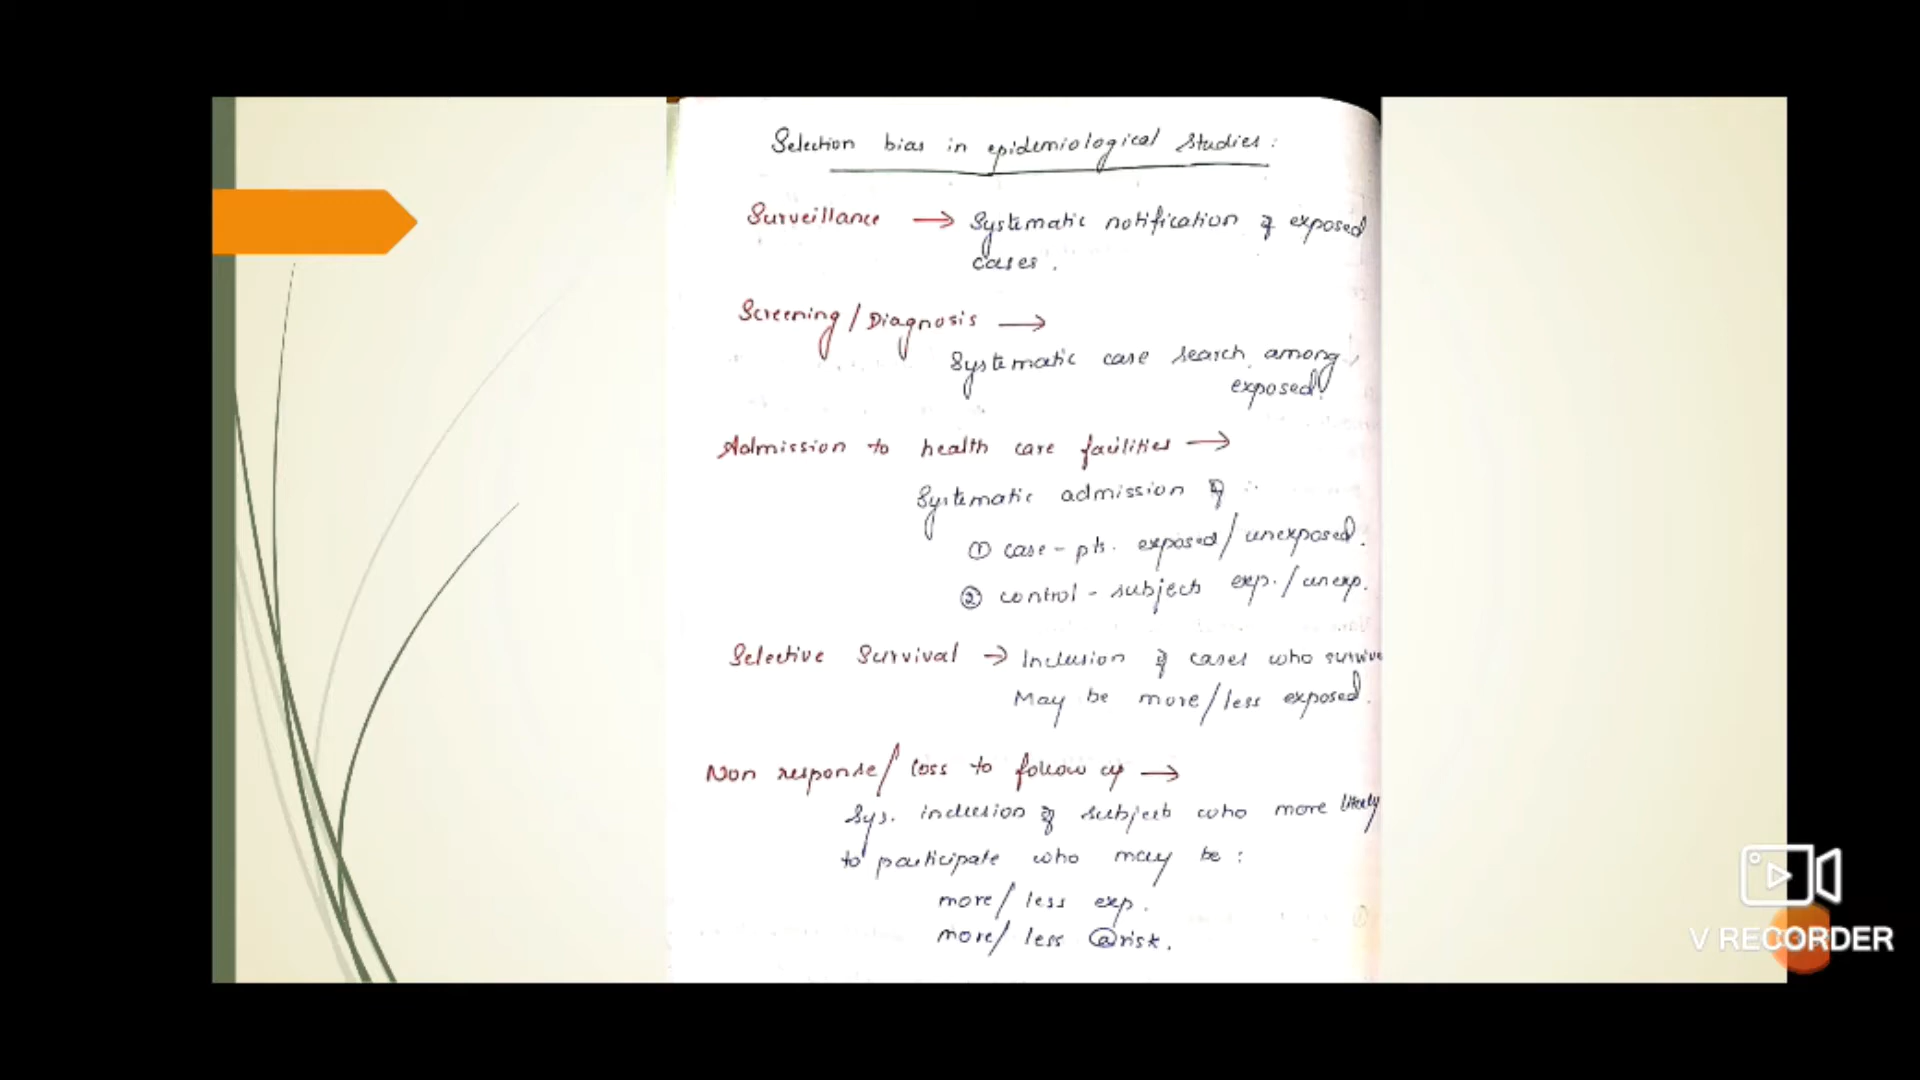 Selection bias in epidemiological studies:
Surveillance → Systematic notification of exposed
cases.
Screening/Diagnosis →
Systematic case search among
exposed.
Admission to health care facilities →
Systematic admission of
① case - pts. exposed/unexposed.
② control - subjects exp./unexp.
Selective Survival → Inclusion of cases who survive
May be more/less exposed.
Non response/loss to follow up →
Sys. inclusion of subjects who more likely
to participate who may be:
more/less exp.
more/less @risk.
V RECORDER